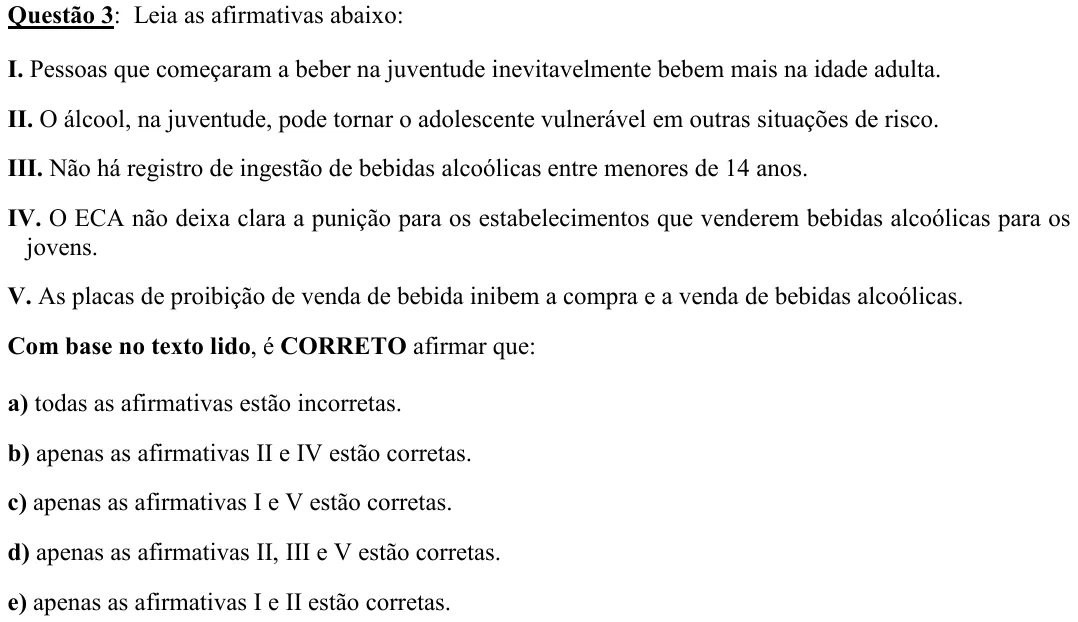 Questão 3: Leia as afirmativas abaixo:
I. Pessoas que começaram a beber na juventude inevitavelmente bebem mais na idade adulta.
II. O álcool, na juventude, pode tornar o adolescente vulnerável em outras situações de risco.
III. Não há registro de ingestão de bebidas alcoólicas entre menores de 14 anos.
IV. O ECA não deixa clara a punição para os estabelecimentos que venderem bebidas alcoólicas para os
jovens.
V. As placas de proibição de venda de bebida inibem a compra e a venda de bebidas alcoólicas.
Com base no texto lido, é CORRETO afirmar que:
a) todas as afirmativas estão incorretas.
b) apenas as afirmativas II e IV estão corretas.
c) apenas as afirmativas I e V estão corretas.
d) apenas as afirmativas II, III e V estão corretas.
e) apenas as afirmativas I e II estão corretas.